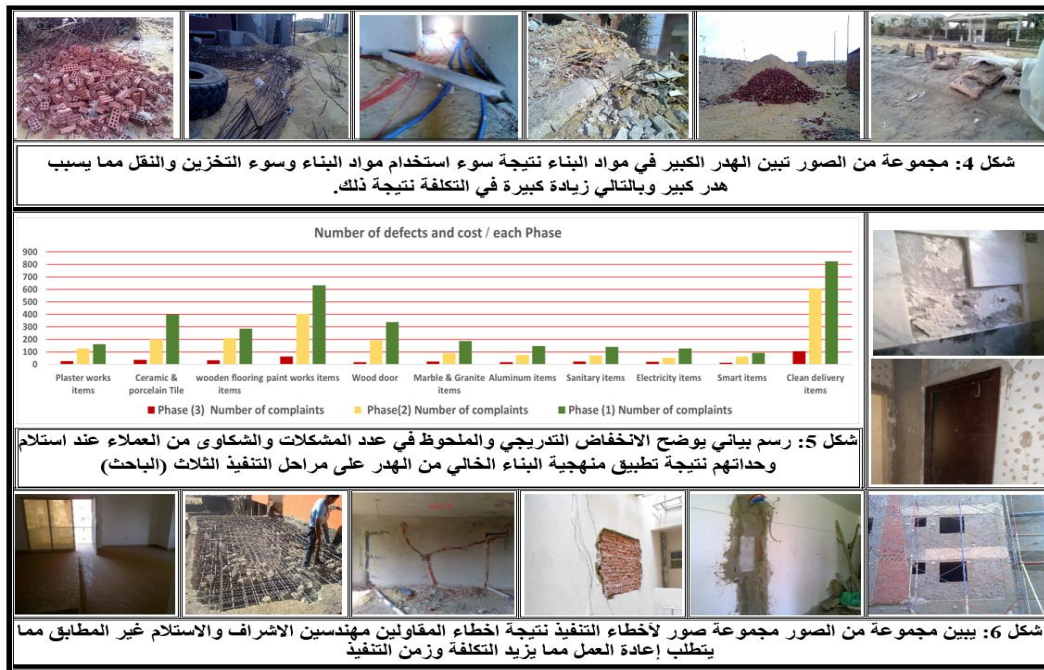 شكل 4: مجموعة من الصور تبين الهدر الكبير في مواد البناء نتيجة سوء استخدام مواد البناء وسوء التخزين والنقل مما يسبب
هدر كبير وبالتالي زيادة كبيرة في التكلفة نتيجة ذلك.
Number of defects and cost / each Phase
900
800
700
600
500
400
300
200
100
0
Plaster works items
Ceramic & porcelain Tile
wooden flooring items
paint works items
Wood door
Marble & Granite items
Aluminum items
Sanitary items
Electricity items
Smart items
Clean delivery items
Phase (3) Number of complaints
Phase(2) Number of complaints
Phase (1) Number of complaints
شكل 5: رسم بياني يوضح الانخفاض التدريجي والملحوظ في عدد المشكلات والشكاوى من العملاء عند استلام
وحداتهم نتيجة تطبيق منهجية البناء الخالي من الهدر على مراحل التنفيذ الثلاث (الباحث)
شكل 6: يبين مجموعة من الصور مجموعة صور لأخطاء التنفيذ نتيجة اخطاء المقاولين مهندسين الاشراف والاستلام غير المطابق مما
يتطلب إعادة العمل مما يزيد التكلفة وزمن التنفيذ